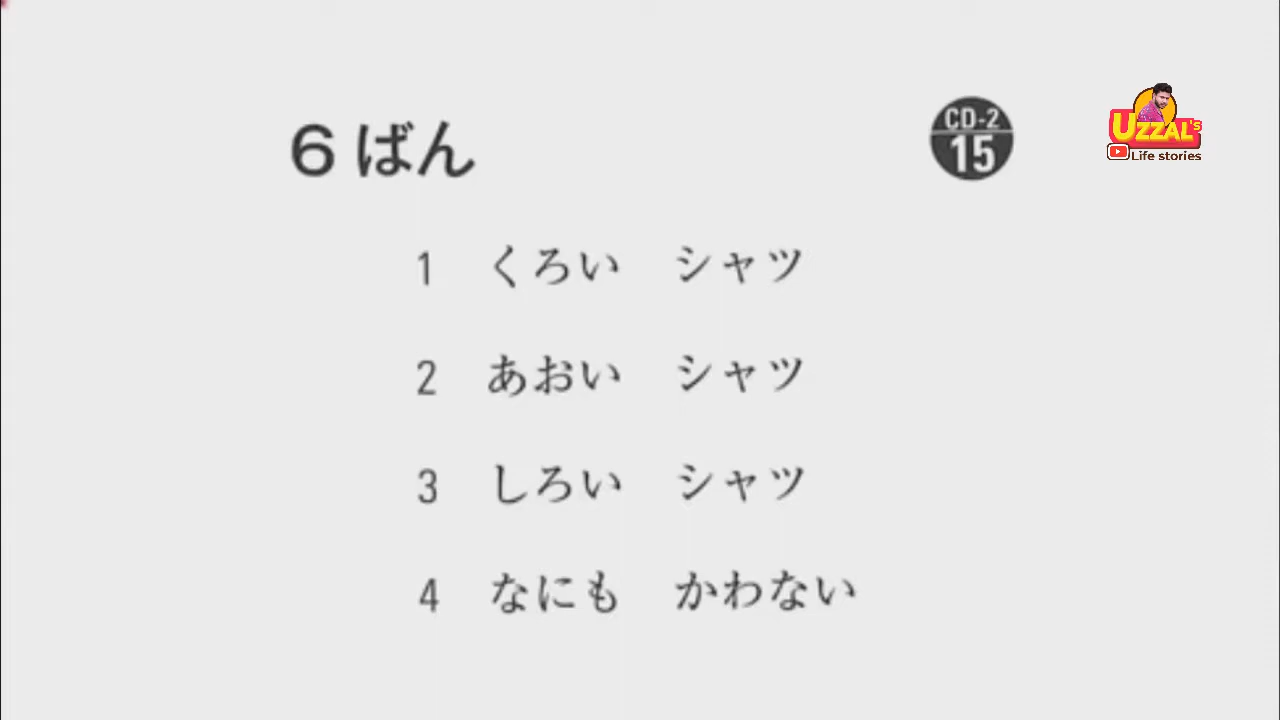 6ばん
CD-2
15
UZZAL's
Life stories
1 くろい シャツ
2 あおい シャツ
3 しろい シャツ
4 なにも かわない